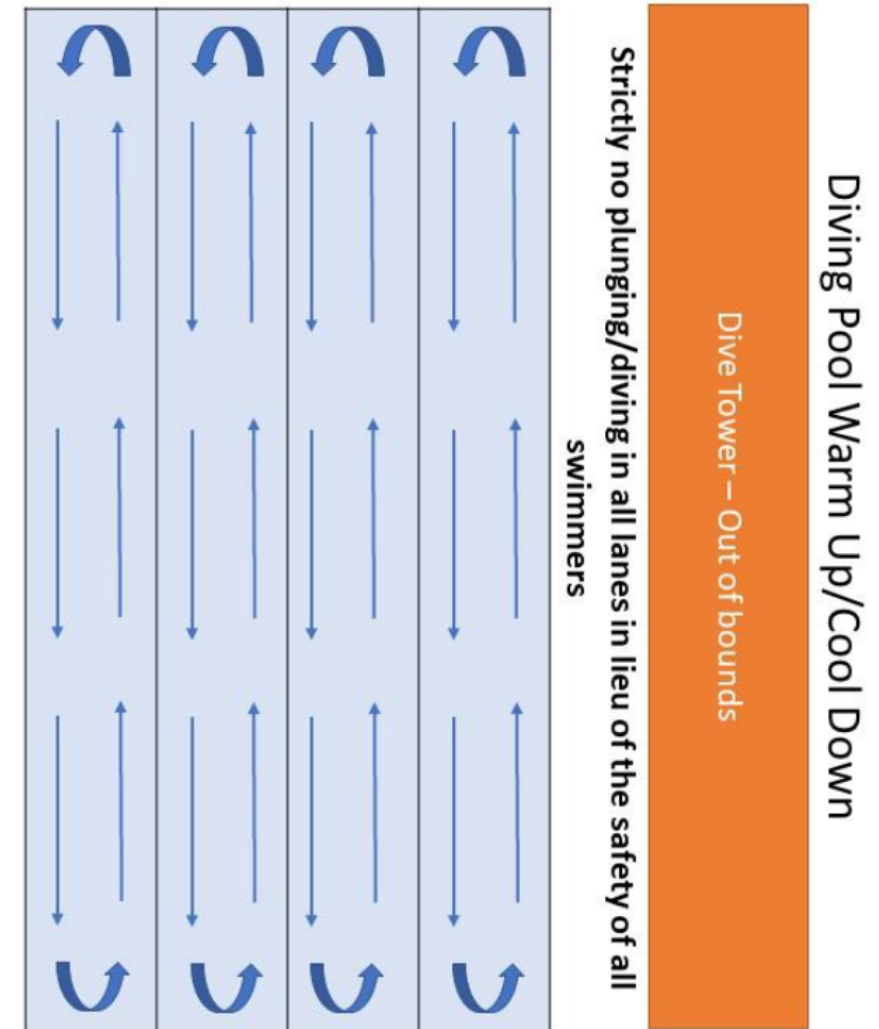 Diving Pool Warm Up/Cool Down
Dive Tower – Out of bounds
Strictly no plunging/diving in all lanes in lieu of the safety of all
swimmers